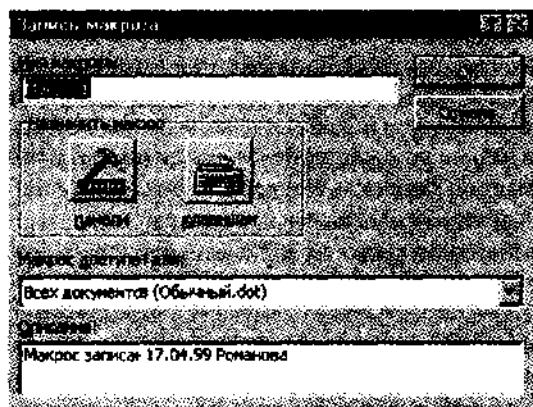 Запись макроса
Имя макроса:
Назначить макрос
панели
Макрос доступен для:
Всех документов (Обычный.dot)
Описание:
Макрос записан 17.04.99 Романова